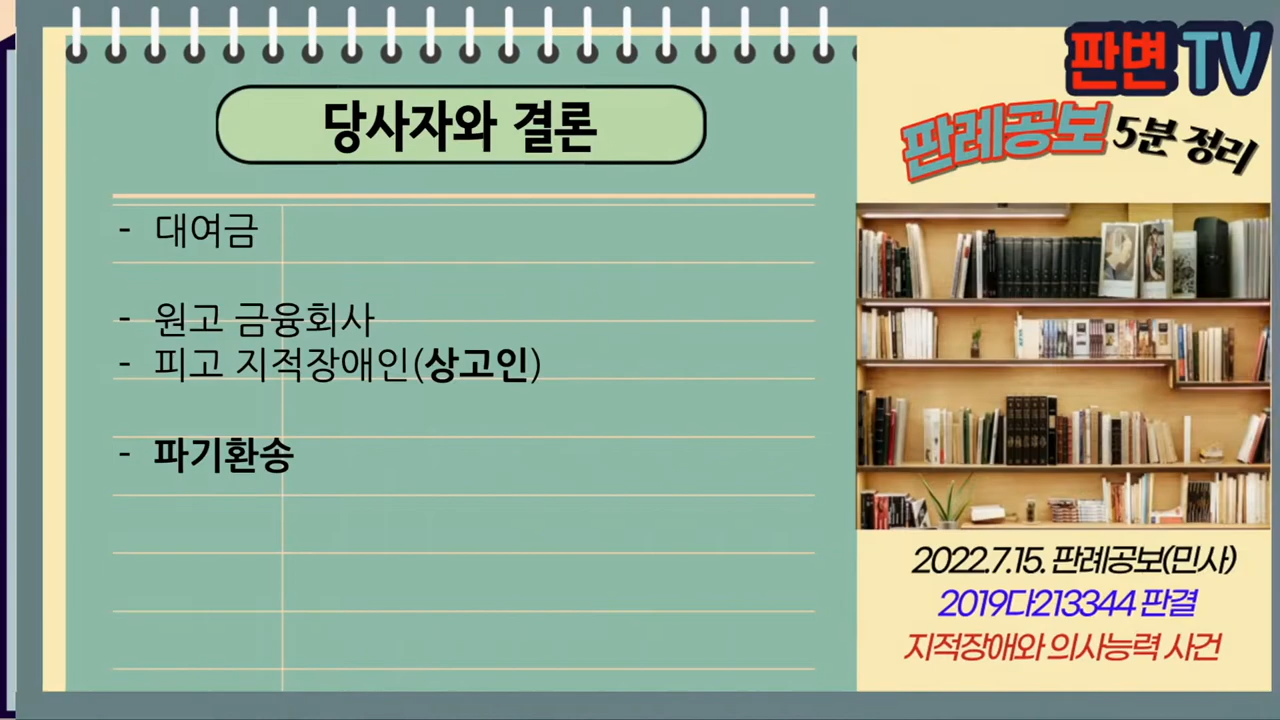 당사자와 결론
- 대여금
- 원고 금융회사
- 피고 지적장애인(상고인)
- 파기환송
판변 TV
판례공보 5분 정리
2022.7.15. 판례공보(민사)
2019다213344 판결
지적장애와 의사능력 사건